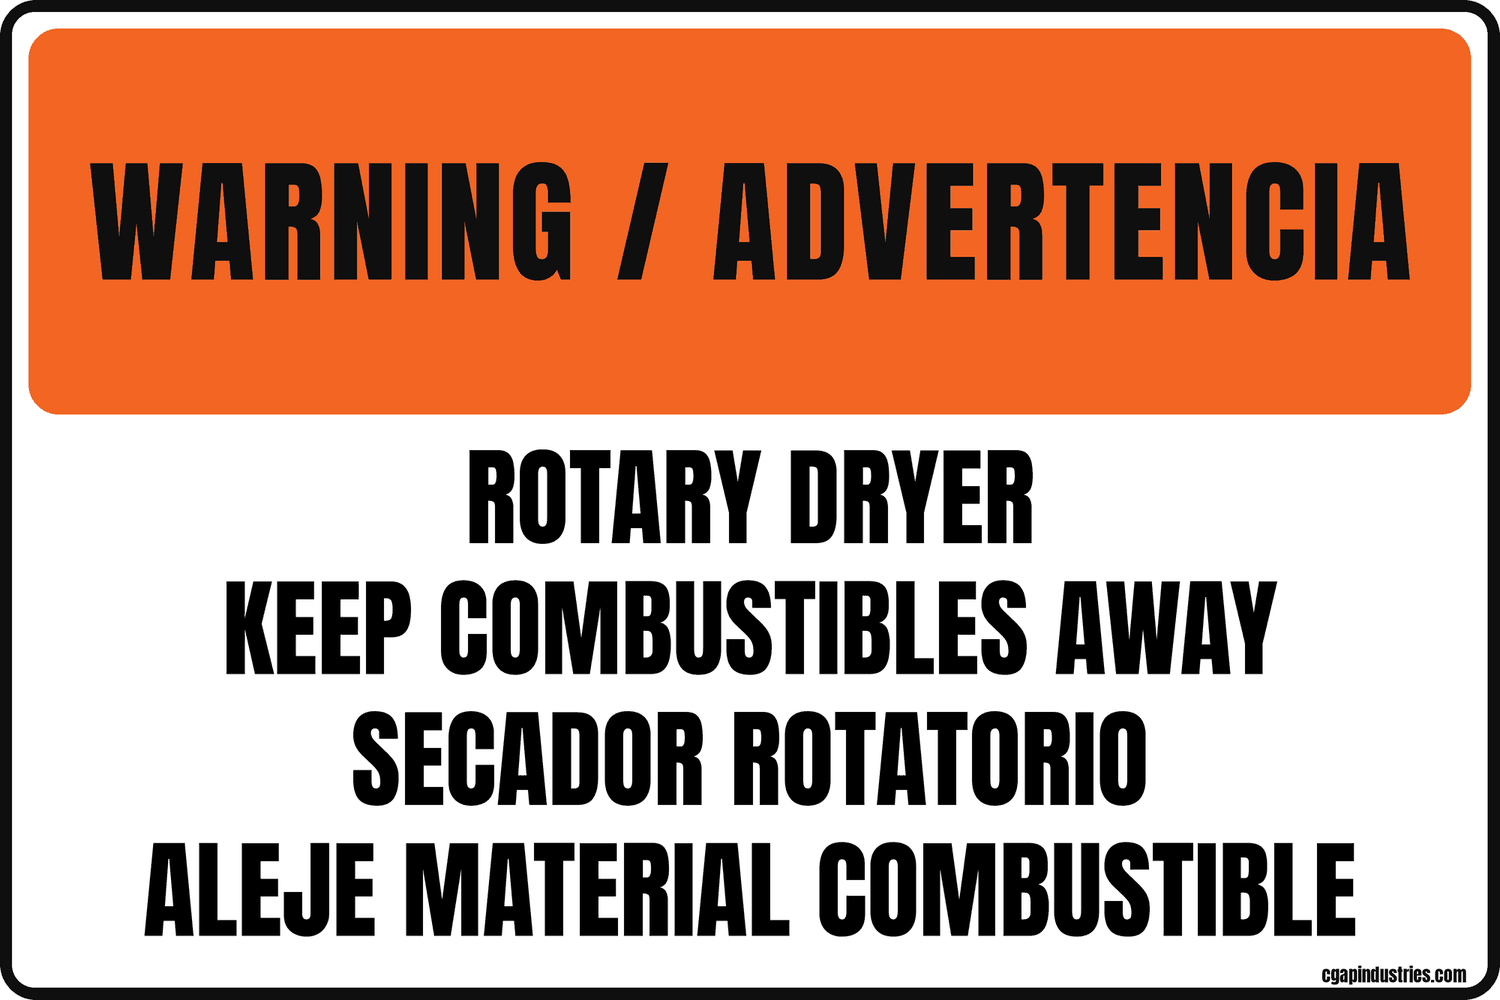 WARNING / ADVERTENCIA
ROTARY DRYER
KEEP COMBUSTIBLES AWAY
SECADOR ROTATORIO
ALEJE MATERIAL COMBUSTIBLE
cgapindustries.com